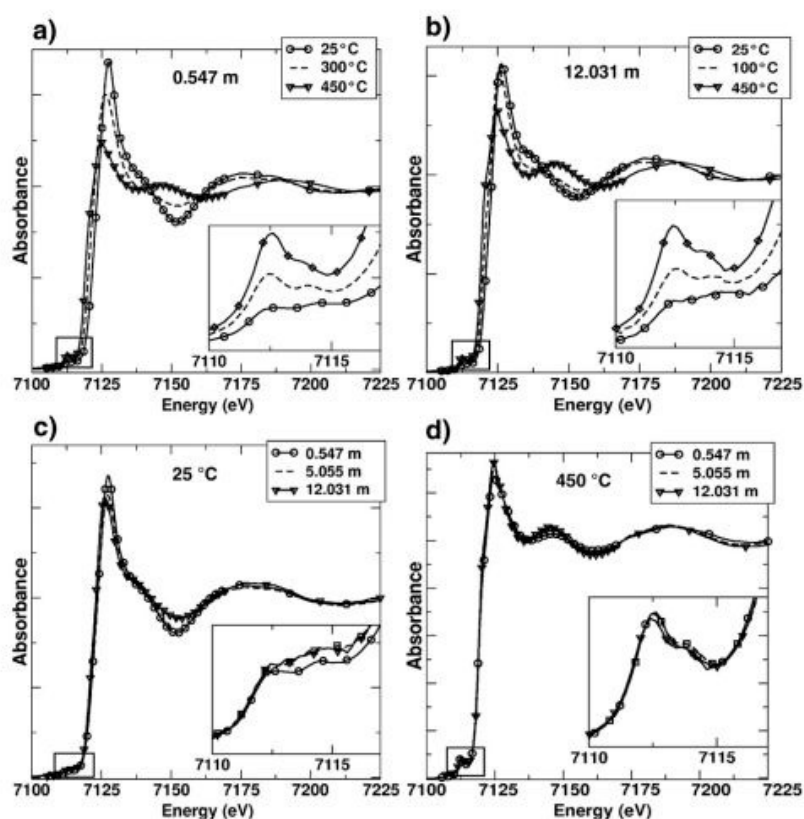 a)
0.547 m
25°C
300°C
450°C
Absorbance
7110 7115
7100 7125 7150 7175 7200 7225
Energy (eV)
b)
12.031 m
25°C
100°C
450°C
Absorbance
7110 7115
7100 7125 7150 7175 7200 7225
Energy (eV)
c)
25 °C
0.547 m
5.055 m
12.031 m
Absorbance
7110 7115
7100 7125 7150 7175 7200 7225
Energy (eV)
d)
450 °C
0.547 m
5.055 m
12.031 m
Absorbance
7110 7115
7100 7125 7150 7175 7200 7225
Energy (eV)